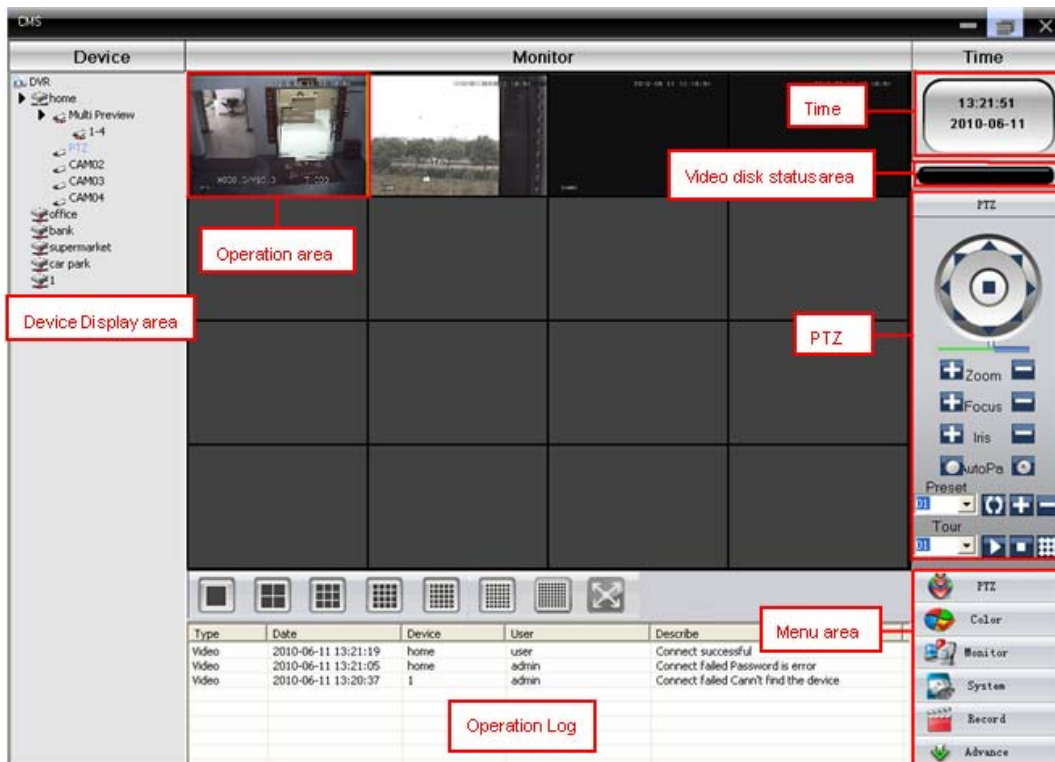 CMS
Device
Monitor
Time
DVR
home
Multi Preview
1-4
PTZ
CAM02
CAM03
CAM04
office
bank
supermarket
car park
1
Device Display area
Operation area
Time
13:21:51
2010-06-11
Video disk status area
PTZ
PTZ
Zoom
Focus
Iris
AutoPa
Preset
01
Tour
01
Type Date Device User Describe
Video 2010-06-11 13:21:19 home user Connect successful
Video 2010-06-11 13:21:05 home admin Connect failed Password is error
Video 2010-06-11 13:20:37 1 admin Connect failed Cann't find the device
Operation Log
Menu area
PTZ
Color
Monitor
System
Record
Advance